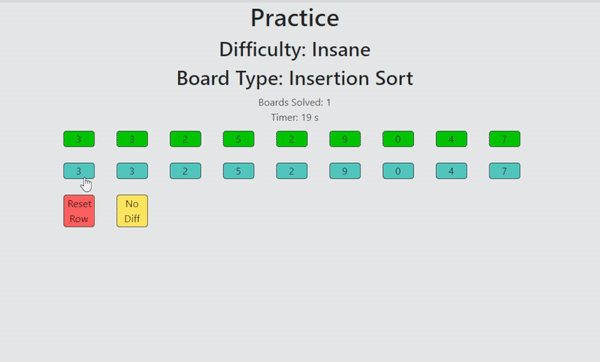 Practice
Difficulty: Insane
Board Type: Insertion Sort
Boards Solved: 1
Timer: 19 s
3 3 2 5 2 9 0 4 7
3 3 2 5 2 9 0 4 7
Reset No
Row Diff